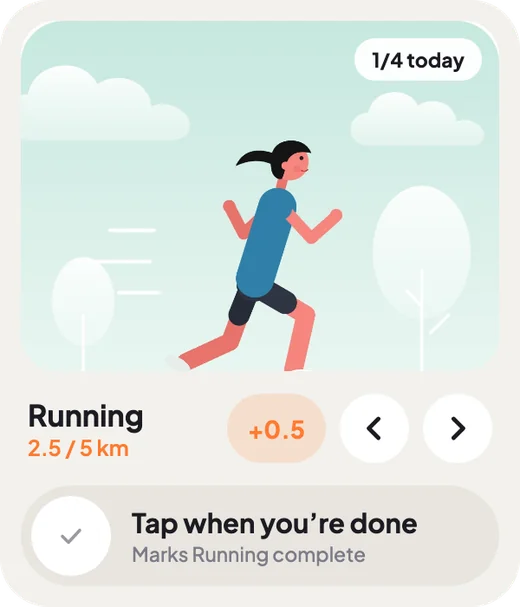 1/4 today
Running
2.5 / 5 km
+0.5
Tap when you’re done
Marks Running complete